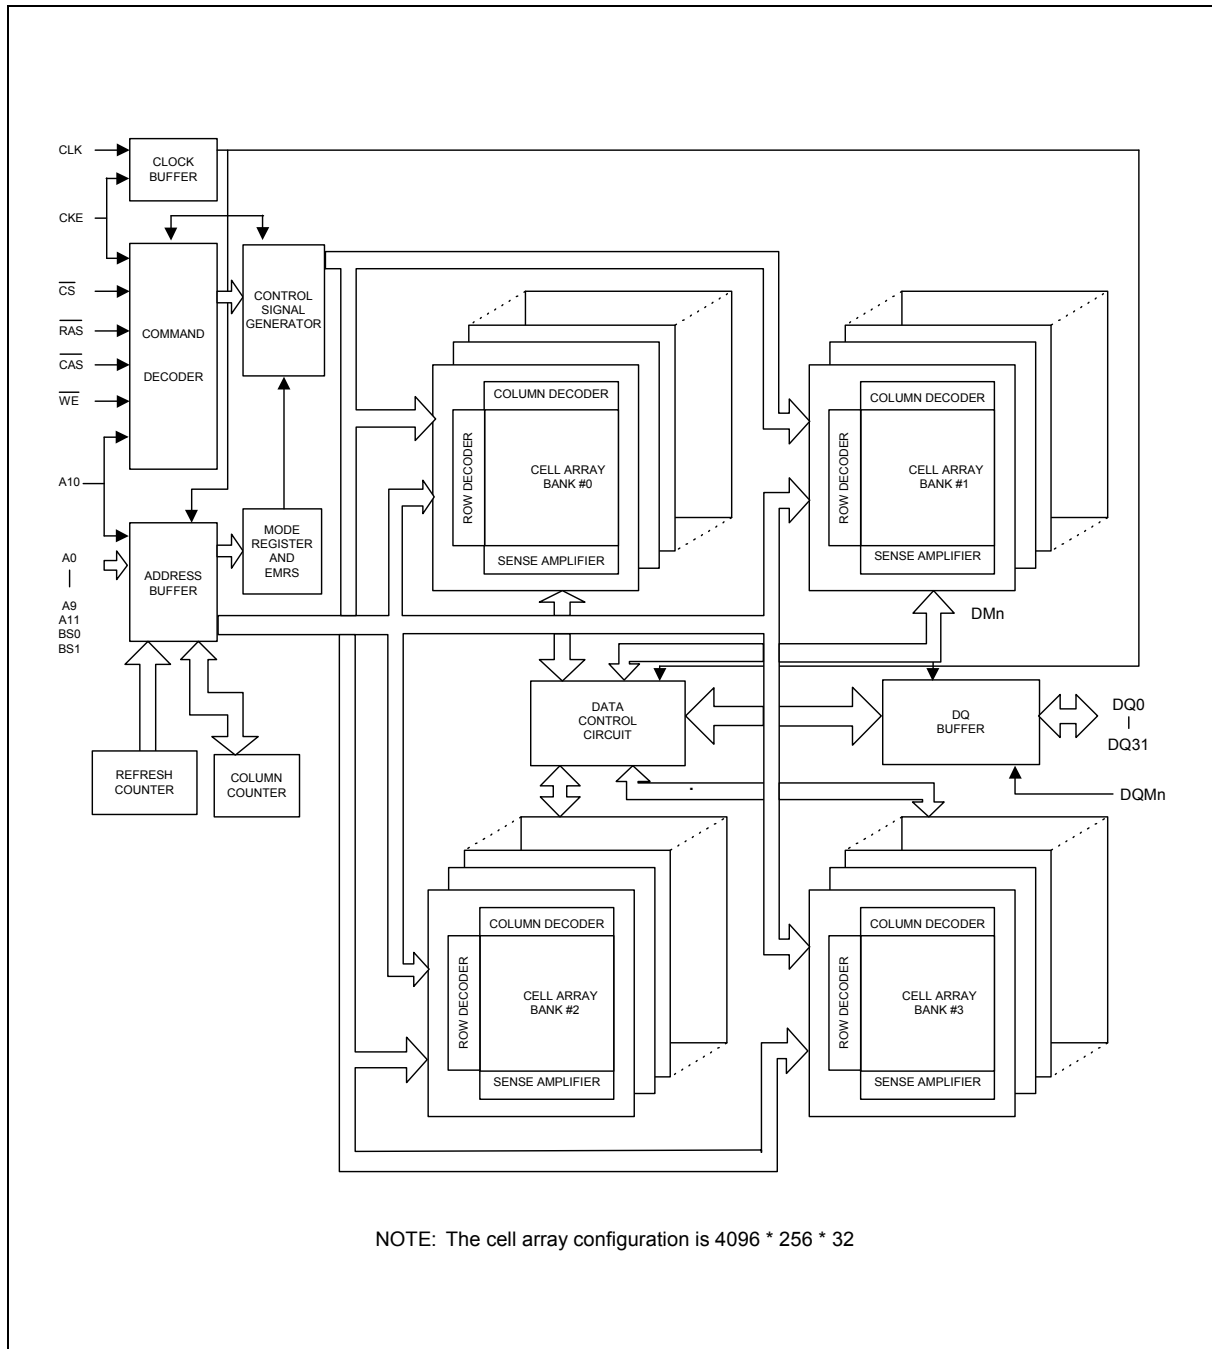 CLK
CLOCK
BUFFER
CKE
CS
RAS
CAS
WE
COMMAND
DECODER
CONTROL
SIGNAL
GENERATOR
A10
A0
A9
A11
BS0
BS1
ADDRESS
BUFFER
MODE
REGISTER
AND
EMRS
REFRESH
COUNTER
COLUMN
COUNTER
COLUMN DECODER
ROW DECODER
CELL ARRAY
BANK #0
SENSE AMPLIFIER
COLUMN DECODER
ROW DECODER
CELL ARRAY
BANK #1
SENSE AMPLIFIER
DMn
DATA
CONTROL
CIRCUIT
DQ
BUFFER
DQ0
DQ31
DQMn
COLUMN DECODER
ROW DECODER
CELL ARRAY
BANK #2
SENSE AMPLIFIER
COLUMN DECODER
ROW DECODER
CELL ARRAY
BANK #3
SENSE AMPLIFIER
NOTE: The cell array configuration is 4096 * 256 * 32